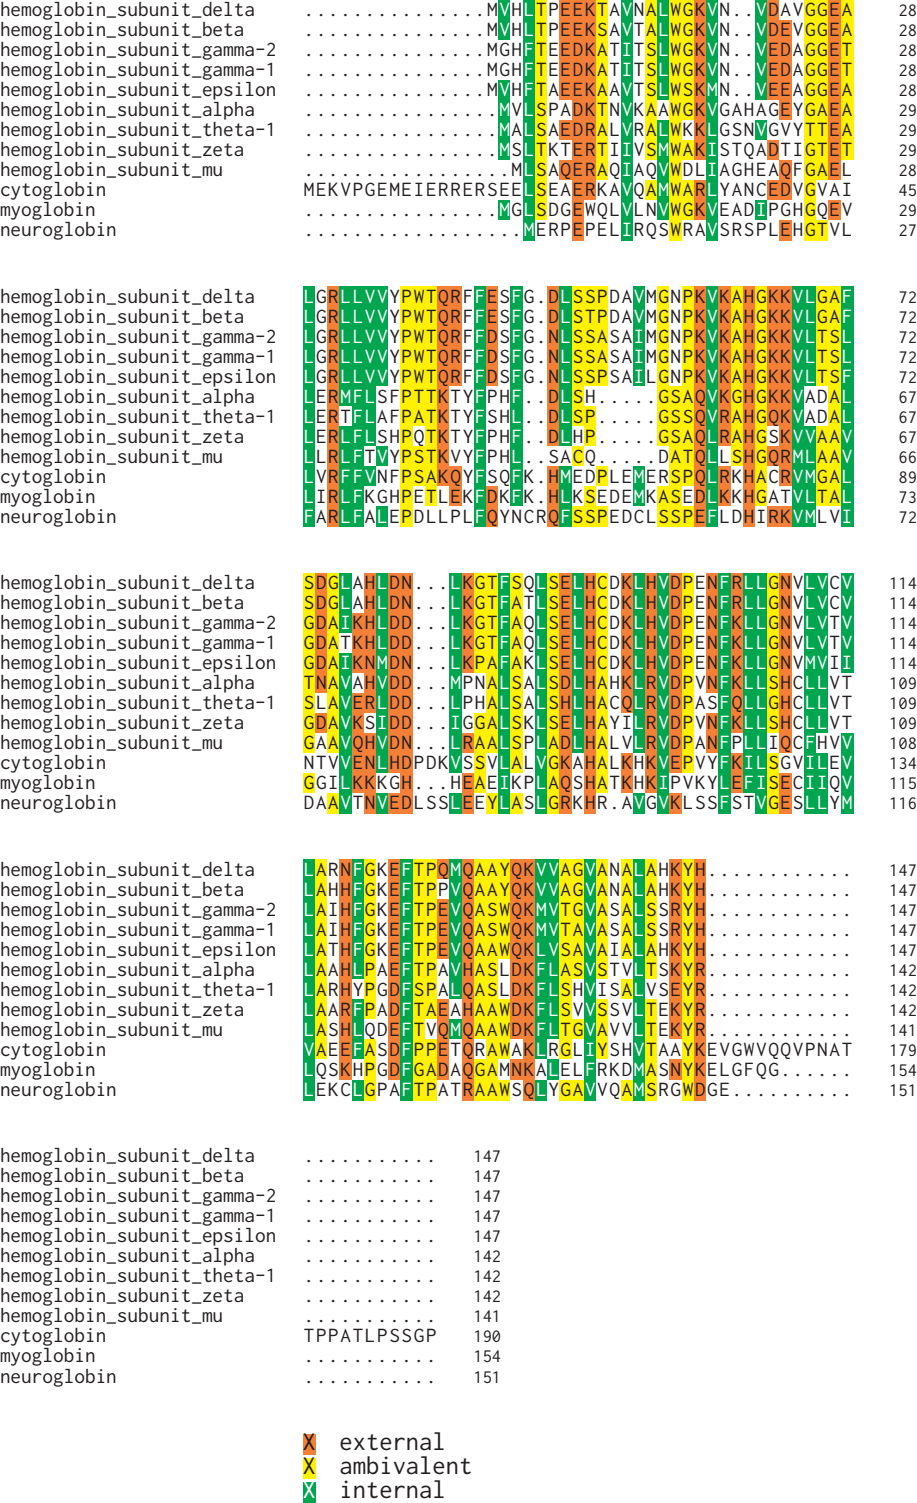 hemoglobin_subunit_delta ...............MVHLTPEEKTAVNALWGKVN..VDAVGGEA 28
hemoglobin_subunit_beta ...............MVHLTPEEKSAVTALWGKVN..VDEVGGEA 28
hemoglobin_subunit_gamma-2 ...............MGHFTEEDKATITSLWGKVN..VEDAGGET 28
hemoglobin_subunit_gamma-1 ...............MGHFTEEDKATITSLWGKVN..VEDAGGET 28
hemoglobin_subunit_epsilon ...............MVHFTAEEKAAVTSLWSKMN..VEEAGGEA 28
hemoglobin_subunit_alpha ................MVLSPADKTNVKAAWGKVGAHAGEYGAEA 29
hemoglobin_subunit_theta-1 ................MALSAEDRALVRALWKKLGSNVGVYTTEA 29
hemoglobin_subunit_zeta ................MSLTKTERTIIVSMWAKISTQADTIGTET 29
hemoglobin_subunit_mu .................MLSAQERAQIAQVWDLIAGHEAQFGAEL 28
cytoglobin MEKVPGEMEIERRERSEELSEAERKAVQAMWARLYANCEDVGVAI 45
myoglobin ................MGLSDGEWQLVLNVWGKVEADIPGHGQEV 29
neuroglobin ..................MERPEPELIRQSWRAVSRSPLEHGTVL 27
hemoglobin_subunit_delta LGRLLVVYPWTQRFFESFG.DLSSPDAVMGNPKVKAHGKKVLGAF 72
hemoglobin_subunit_beta LGRLLVVYPWTQRFFESFG.DLSTPDAVMGNPKVKAHGKKVLGAF 72
hemoglobin_subunit_gamma-2 LGRLLVVYPWTQRFFDSFG.NLSSASAIMGNPKVKAHGKKVLTSL 72
hemoglobin_subunit_gamma-1 LGRLLVVYPWTQRFFDSFG.NLSSASAIMGNPKVKAHGKKVLTSL 72
hemoglobin_subunit_epsilon LGRLLVVYPWTQRFFDSFG.NLSSPSAILGNPKVKAHGKKVLTSF 72
hemoglobin_subunit_alpha LERMFLSFPTTKTYFPHF..DLSH.....GSAQVKGHGKKVADAL 67
hemoglobin_subunit_theta-1 LERTFLAFPATKTYFSHL..DLSP.....GSSQVRAHGQKVADAL 67
hemoglobin_subunit_zeta LERLFLSHPQTKTYFPHF..DLHP.....GSAQLRAHGSKVVAAV 67
hemoglobin_subunit_mu LLRLFTVYPSTKVYFPHL..SACQ.....DATQLLSHGQRMLAAV 66
cytoglobin LVRFFVNFPSAKQYFSQFK.HMEDPLEMERSPQLRKHACRVMGAL 89
myoglobin LIRLFKGHPETLEKFDKFK.HLKSEDEMKASEDLKKHGATVLTAL 73
neuroglobin FARLFALEPDLLPLFQYNCRQFSSPEDCLSSPEFLDHIRKVMLVI 72
hemoglobin_subunit_delta SDGLAHLDN...LKGTFSQLSELHCDKLHVDPENFRLLGNVLVCV 114
hemoglobin_subunit_beta SDGLAHLDN...LKGTFATLSELHCDKLHVDPENFRLLGNVLVCV 114
hemoglobin_subunit_gamma-2 GDAIKHLDD...LKGTFAQLSELHCDKLHVDPENFKLLGNVLVTV 114
hemoglobin_subunit_gamma-1 GDATKHLDD...LKGTFAQLSELHCDKLHVDPENFKLLGNVLVTV 114
hemoglobin_subunit_epsilon GDAIKNMDN...LKPAFAKLSELHCDKLHVDPENFKLLGNVMVII 114
hemoglobin_subunit_alpha TNAVAHVDD...MPNALSALSDLHAHKLRVDPVNFKLLSHCLLVT 109
hemoglobin_subunit_theta-1 SLAVERLDD...LPHALSALSHLHACQLRVDPASFQLLGHCLLVT 109
hemoglobin_subunit_zeta GDAVKSIDD...IGGALSKLSELHAYILRVDPVNFKLLSHCLLVT 109
hemoglobin_subunit_mu GAAVQHVDN...LRAALSPLADLHALVLRVDPANFPLLIQCFHVV 108
cytoglobin NTVVENLHDPDKVSSVLALVGKAHALKHKVEPVYFKILSGVILEV 134
myoglobin GGILKKKGH...HEAEIKPLAQSHATKHKIPVKYLEFISECIIQV 115
neuroglobin DAAVTNVEDLSSLEEYLASLGRKHR.AVGVKLSSFSTVGESLLYM 116
hemoglobin_subunit_delta LARNFGKEFTPQMQAAYQKVVAGVANALAHKYH............ 147
hemoglobin_subunit_beta LAHHFGKEFTPPVQAAYQKVVAGVANALAHKYH............ 147
hemoglobin_subunit_gamma-2 LAIHFGKEFTPEVQASWQKMVTGVASALSSRYH............ 147
hemoglobin_subunit_gamma-1 LAIHFGKEFTPEVQASWQKMVTAVASALSSRYH............ 147
hemoglobin_subunit_epsilon LATHFGKEFTPEVQAAWQKLVSAVAIALAHKYH............ 147
hemoglobin_subunit_alpha LAAHLPAEFTPAVHASLDKFLASVSTVLTSKYR............ 142
hemoglobin_subunit_theta-1 LARHYPGDFSPALQASLDKFLSHVISALVSEYR............ 142
hemoglobin_subunit_zeta LAARFPADFTAEAHAAWDKFLSVVSSVLTEKYR............ 142
hemoglobin_subunit_mu LASHLQDEFTVQMQAAWDKFLTGVAVVLTEKYR............ 141
cytoglobin VAEEFASDFPPETQRAWAKLRGLIYSHVTAAYKEVGWVQQVPNAT 179
myoglobin LQSKHPGDFGADAQGAMNKALELFRKDMASNYKELGFQG...... 154
neuroglobin LEKCLGPAFTPATRAAWSQLYGAVVQAMSRGWDGE.......... 151
hemoglobin_subunit_delta ........... 147
hemoglobin_subunit_beta ........... 147
hemoglobin_subunit_gamma-2 ........... 147
hemoglobin_subunit_gamma-1 ........... 147
hemoglobin_subunit_epsilon ........... 147
hemoglobin_subunit_alpha ........... 142
hemoglobin_subunit_theta-1 ........... 142
hemoglobin_subunit_zeta ........... 142
hemoglobin_subunit_mu ........... 141
cytoglobin TPPATLPSSGP 190
myoglobin ........... 154
neuroglobin ........... 151
X external
X ambivalent
X internal